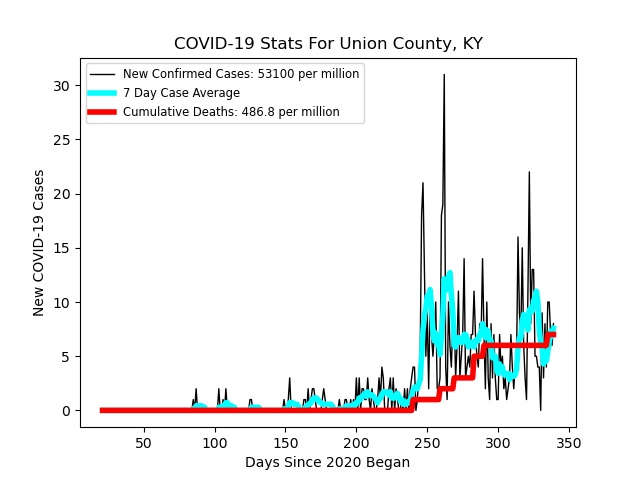 COVID-19 Stats For Union County, KY
New Confirmed Cases: 53100 per million
7 Day Case Average
Cumulative Deaths: 486.8 per million
New COVID-19 Cases
30
25
20
15
10
5
0
50 100 150 200 250 300 350
Days Since 2020 Began